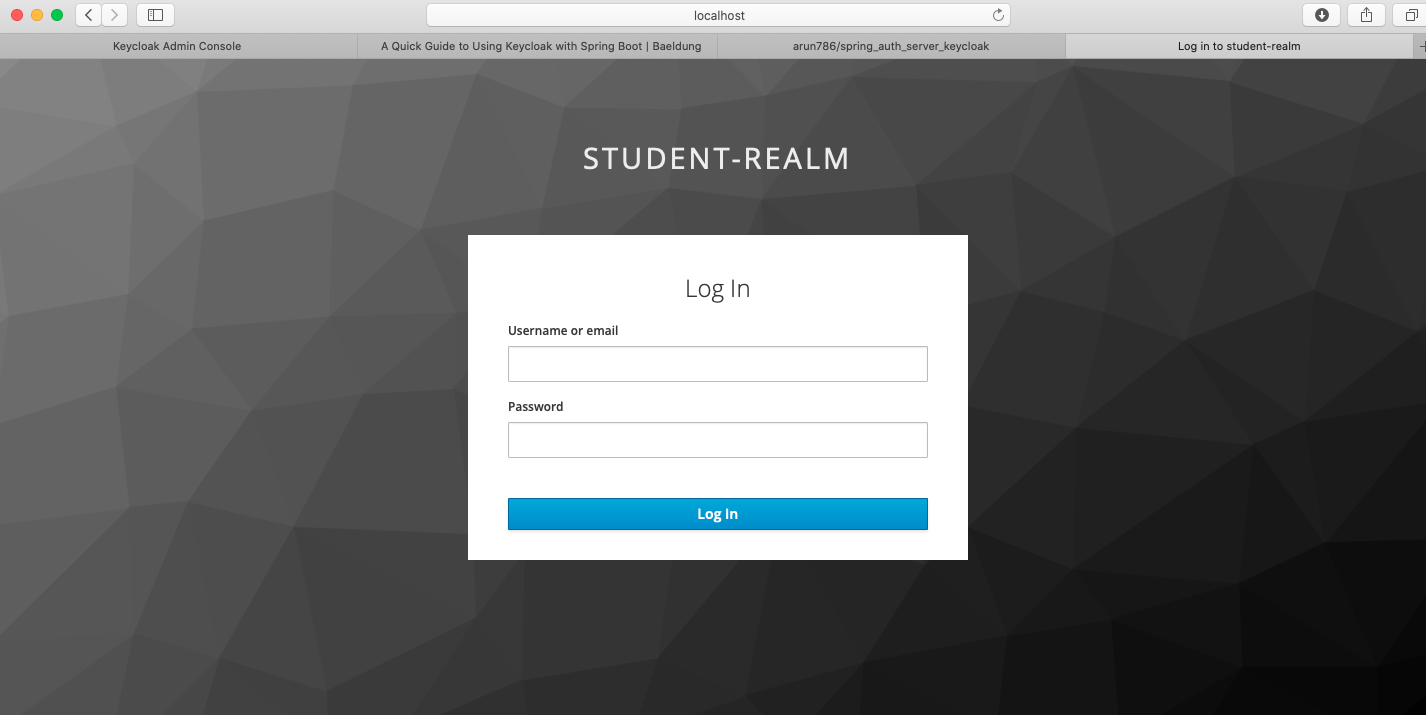 localhost
Keycloak Admin Console
A Quick Guide to Using Keycloak with Spring Boot | Baeldung
arun786/spring_auth_server_keycloak
Log in to student-realm
STUDENT-REALM
Log In
Username or email
Password
Log In